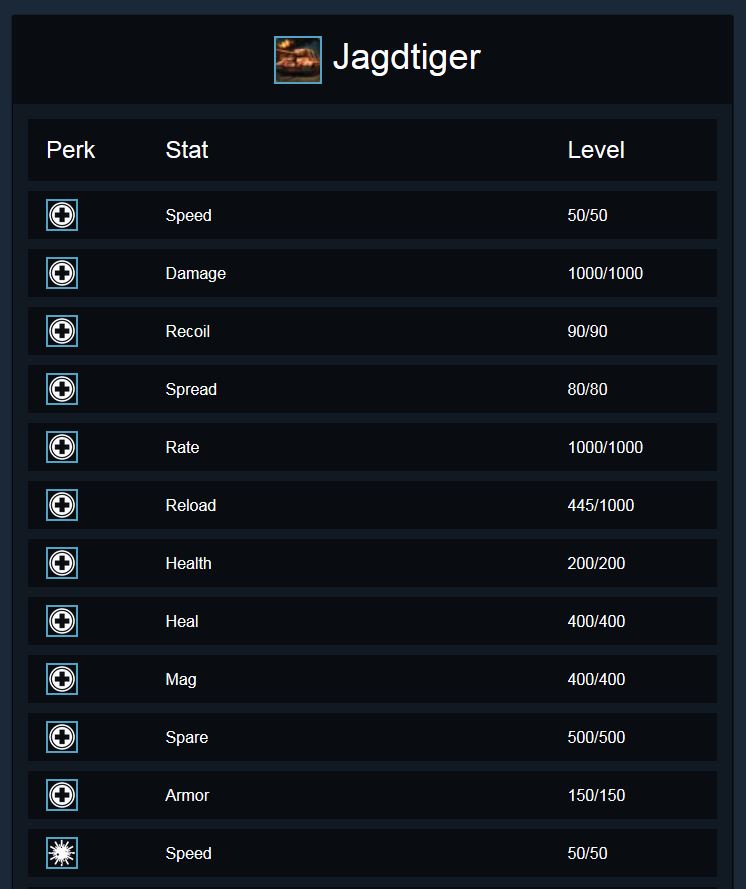 Jagdtiger
Perk Stat Level
Speed 50/50
Damage 1000/1000
Recoil 90/90
Spread 80/80
Rate 1000/1000
Reload 445/1000
Health 200/200
Heal 400/400
Mag 400/400
Spare 500/500
Armor 150/150
Speed 50/50